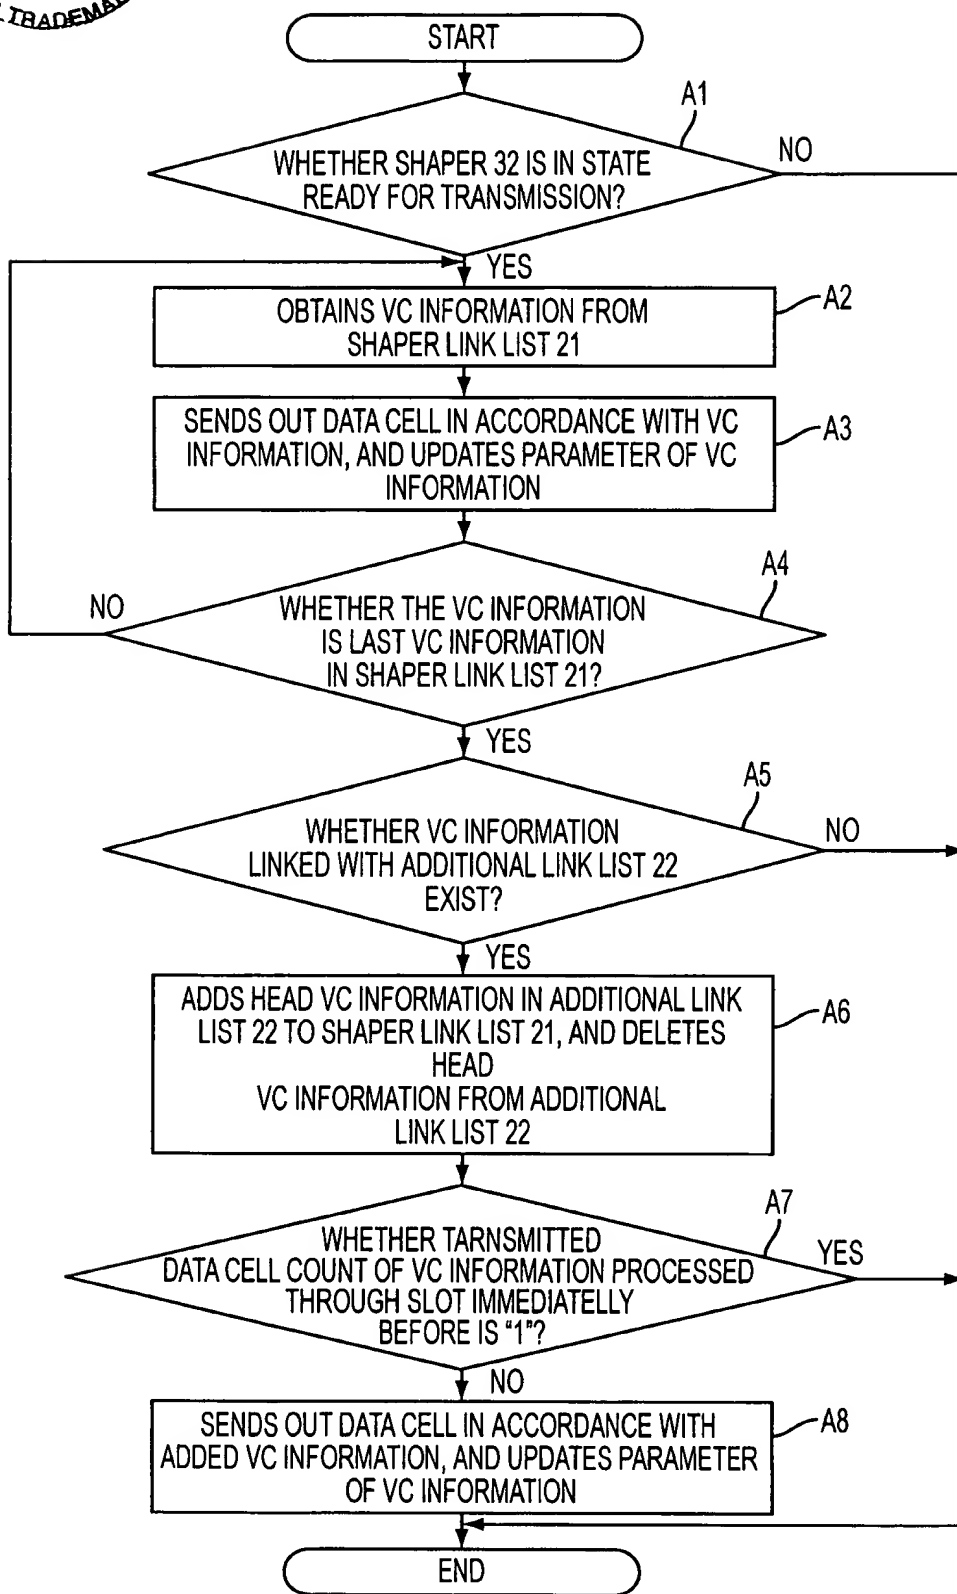 TRADEMA
START
A1
WHETHER SHAPER 32 IS IN STATE
READY FOR TRANSMISSION?
NO
YES
OBTAINS VC INFORMATION FROM
SHAPER LINK LIST 21
A2
SENDS OUT DATA CELL IN ACCORDANCE WITH VC
INFORMATION, AND UPDATES PARAMETER OF VC
INFORMATION
A3
A4
NO
WHETHER THE VC INFORMATION
IS LAST VC INFORMATION
IN SHAPER LINK LIST 21?
YES
A5
WHETHER VC INFORMATION
LINKED WITH ADDITIONAL LINK LIST 22
EXIST?
NO
YES
ADDS HEAD VC INFORMATION IN ADDITIONAL LINK
LIST 22 TO SHAPER LINK LIST 21, AND DELETES
HEAD
VC INFORMATION FROM ADDITIONAL
LINK LIST 22
A6
A7
WHETHER TARNSMITTED
DATA CELL COUNT OF VC INFORMATION PROCESSED
THROUGH SLOT IMMEDIATELLY
BEFORE IS "1"?
YES
NO
SENDS OUT DATA CELL IN ACCORDANCE WITH
ADDED VC INFORMATION, AND UPDATES PARAMETER
OF VC INFORMATION
A8
END